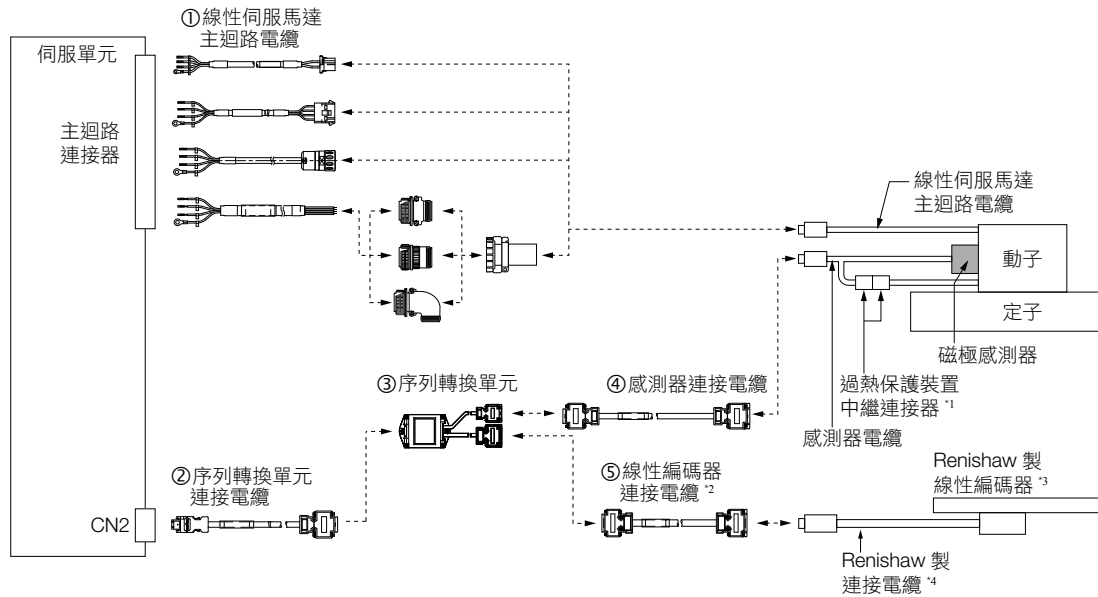 ①線性伺服馬達
主迴路電纜
伺服單元
主迴路
連接器
線性伺服馬達
主迴路電纜
動子
定子
磁極感測器
過熱保護裝置
中繼連接器 *1
感測器電纜
③序列轉換單元
④感測器連接電纜
②序列轉換單元
連接電纜
CN2
⑤線性編碼器
連接電纜 *2
Renishaw 製
線性編碼器 *3
Renishaw 製
連接電纜 *4